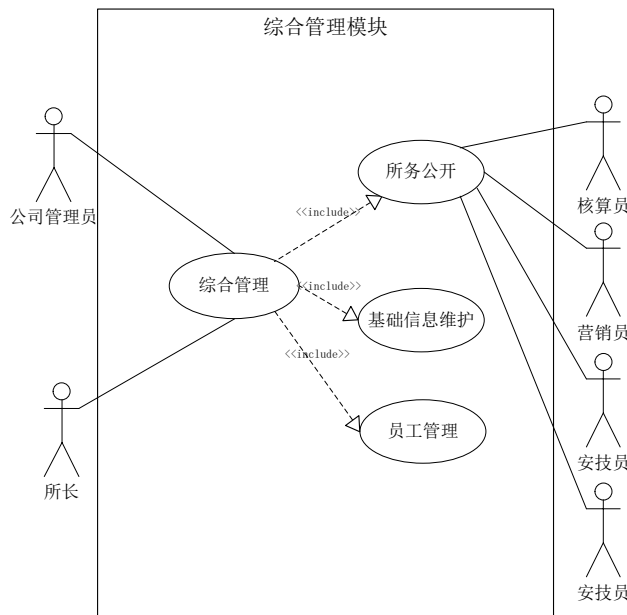 综合管理模块
公司管理员
所务公开
核算员
<<include>>
综合管理
<<include>>
基础信息维护
营销员
<<include>>
员工管理
安技员
所长
安技员